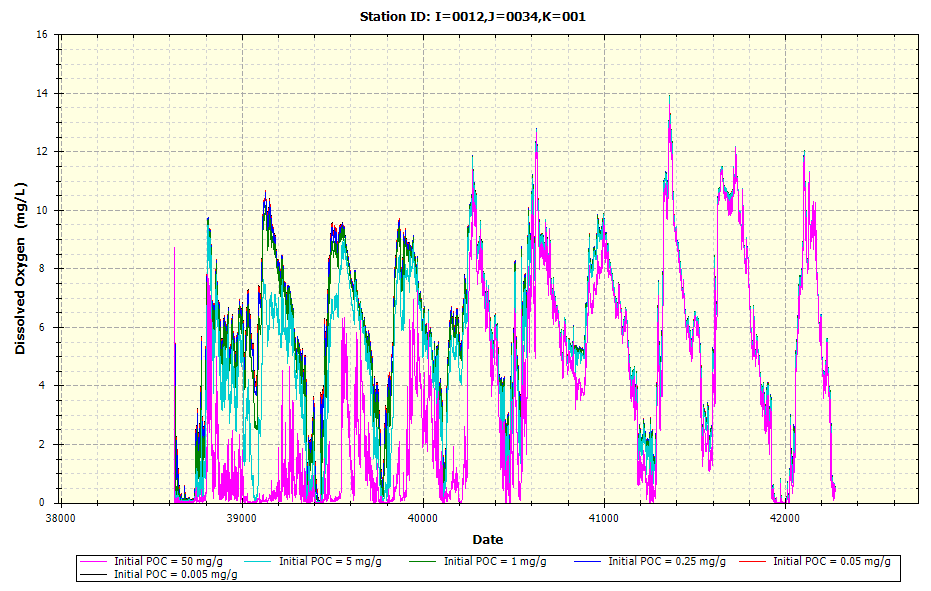 Station ID: I=0012,J=0034,K=001
16
14
12
10
8
6
4
2
0
Dissolved Oxygen (mg/L)
38000 39000 40000 41000 42000
Date
Initial POC = 50 mg/g Initial POC = 5 mg/g Initial POC = 1 mg/g Initial POC = 0.25 mg/g Initial POC = 0.05 mg/g
Initial POC = 0.005 mg/g